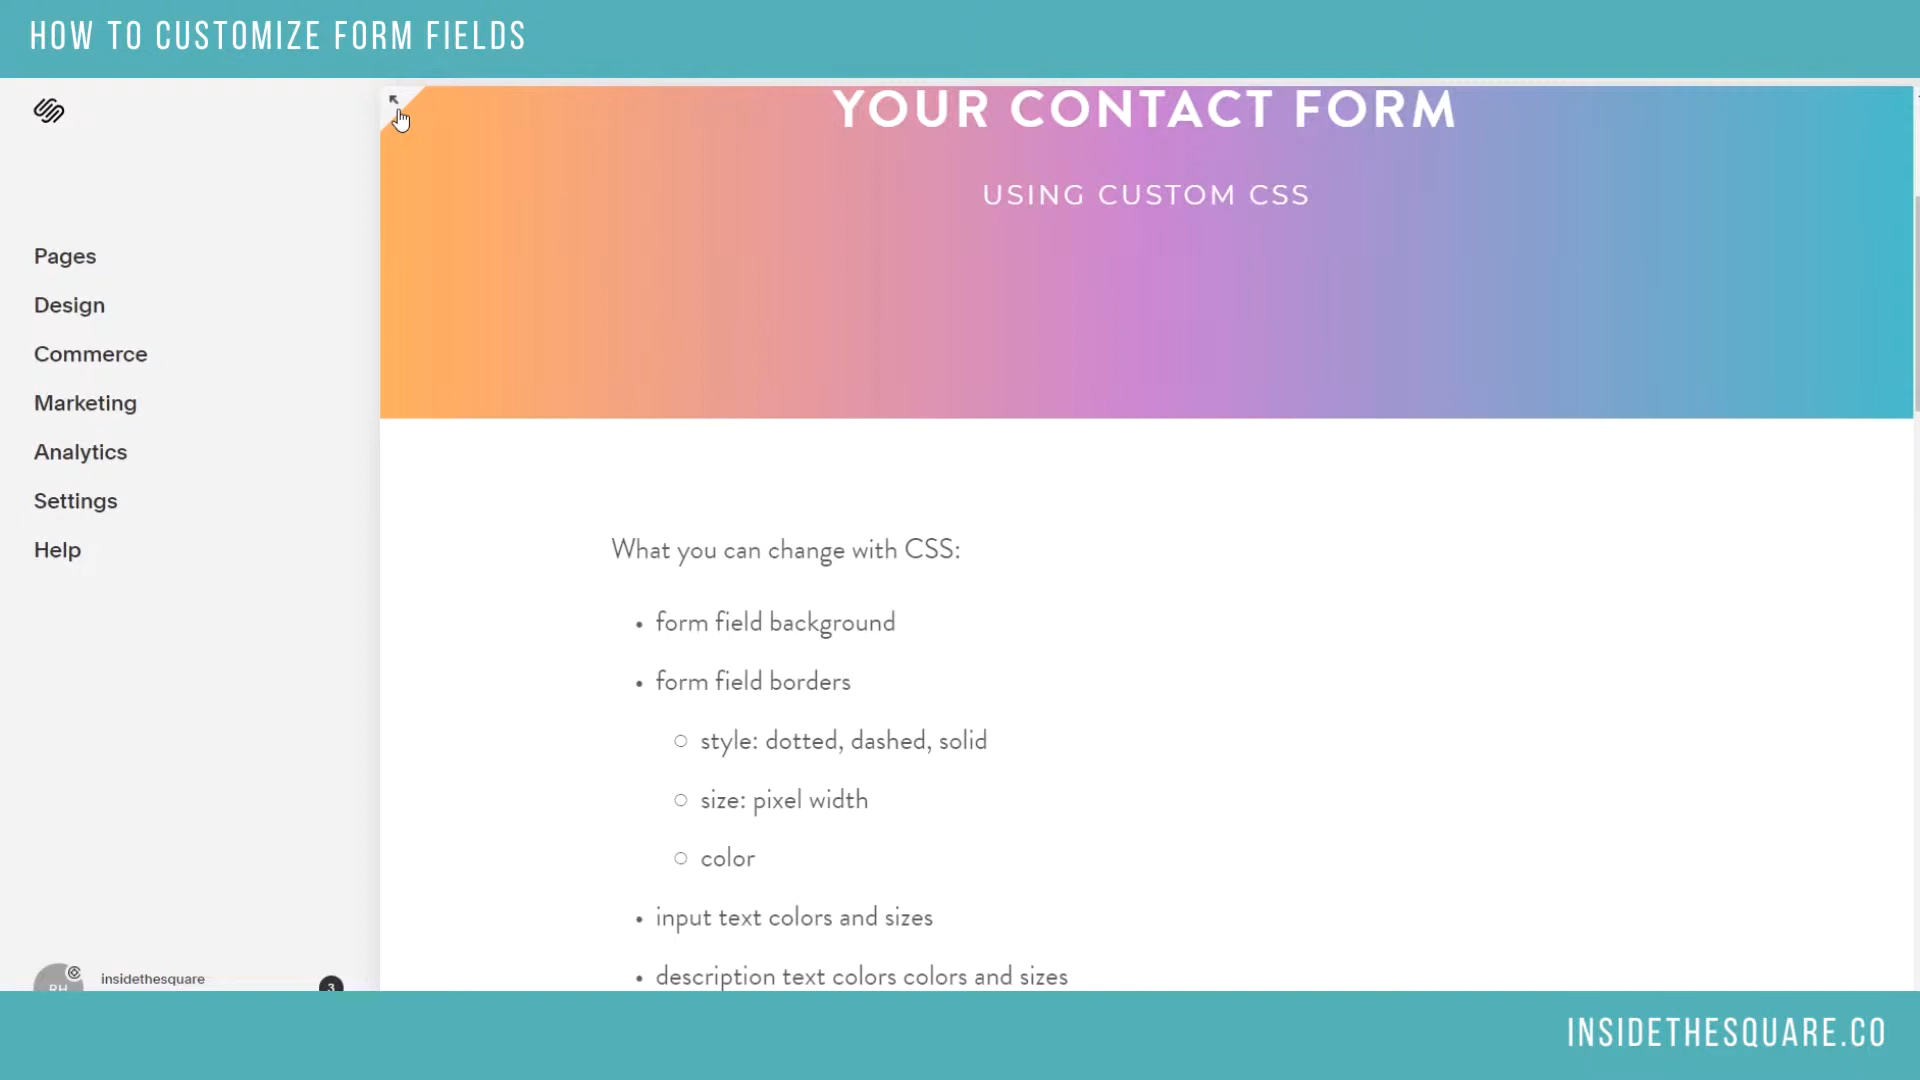 HOW TO CUSTOMIZE FORM FIELDS
YOUR CONTACT FORM
USING CUSTOM CSS
Pages
Design
Commerce
Marketing
Analytics
Settings
Help
What you can change with CSS:
• form field background
• form field borders
○ style: dotted, dashed, solid
○ size: pixel width
○ color
• input text colors and sizes
• description text colors colors and sizes
RH
insidethesquare
3
INSIDETHESQUARE.CO